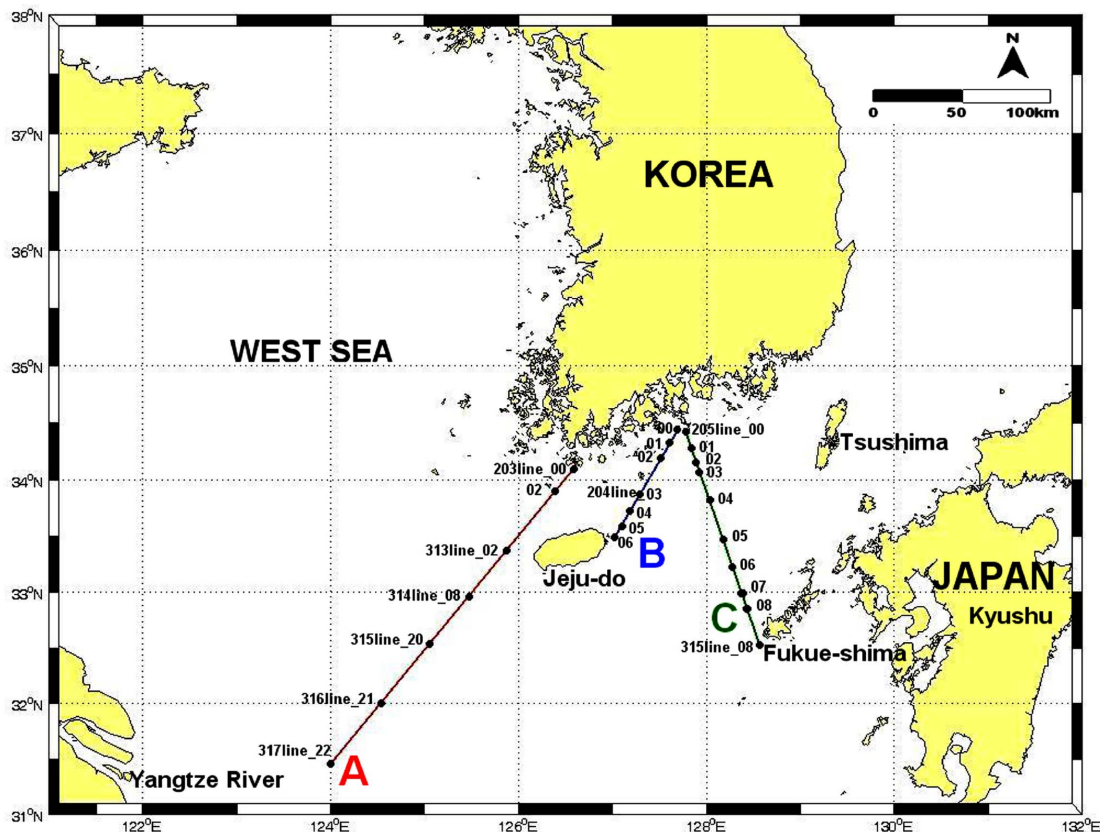 38°N
37°N
36°N
35°N
34°N
33°N
32°N
31°N
N
0 50 100km
KOREA
WEST SEA
Tsushima
00 205line_00
01 01
02 02
03
203line_00
02
204line_03
04 04
05 05
06 06
313line_02
B
Jeju-do
07
JAPAN
314line_08
08
C
Kyushu
315line_20
315line_08
Fukue-shima
316line_21
317line_22
A
Yangtze River
122°E 124°E 126°E 128°E 130°E 132°E